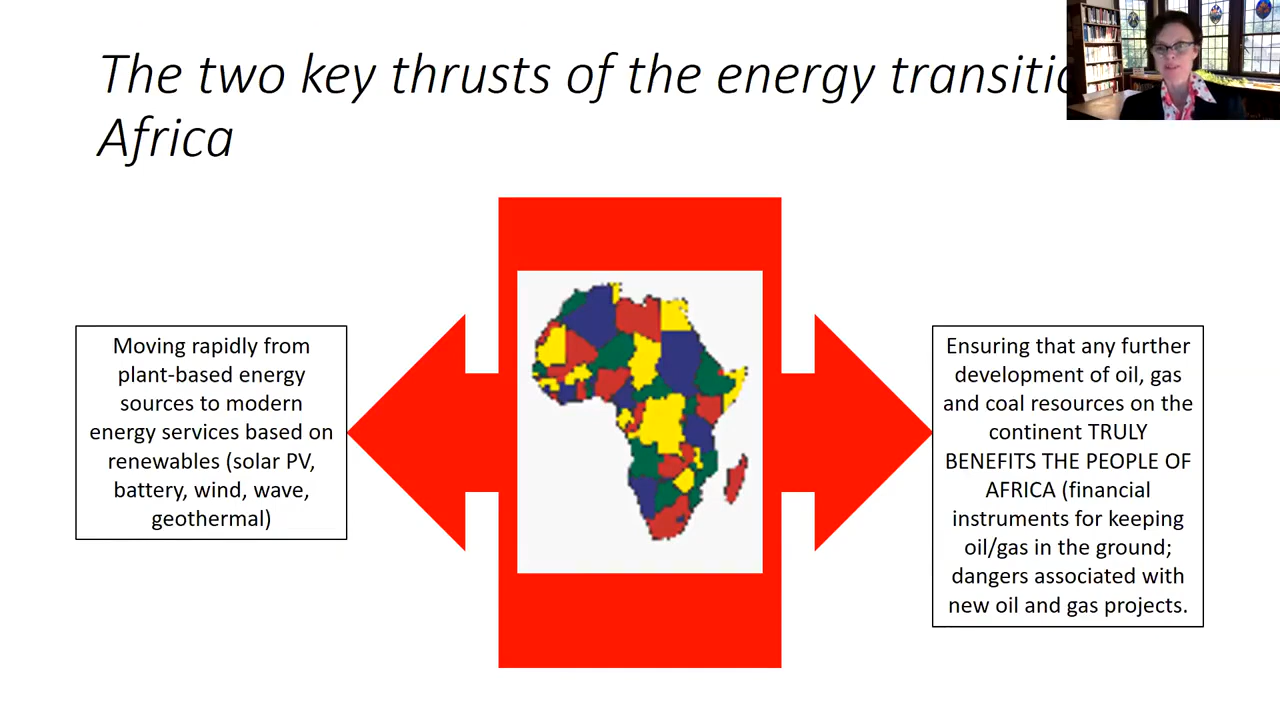 The two key thrusts of the energy
Africa
Moving rapidly from
plant-based energy
sources to modern
energy services based on
renewables (solar PV,
battery, wind, wave,
geothermal)
Ensuring that any further
development of oil, gas
and coal resources on the
continent TRULY
BENEFITS THE PEOPLE OF
AFRICA (financial
instruments for keeping
oil/gas in the ground;
dangers associated with
new oil and gas projects.